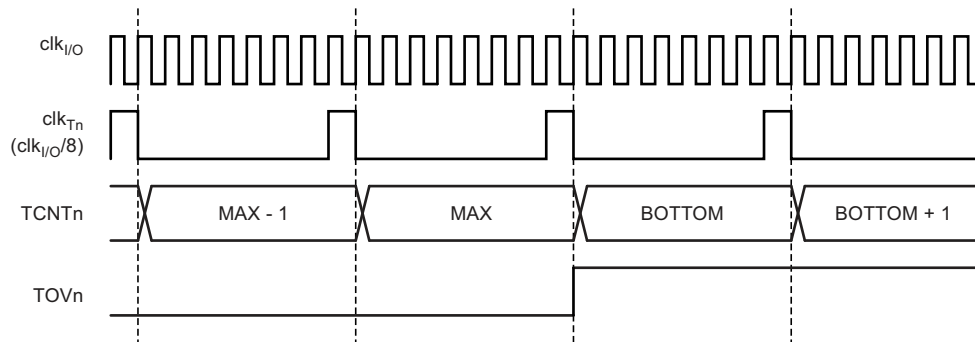 clkI/O
clkTn
(clkI/O/8)
TCNTn MAX - 1 MAX BOTTOM BOTTOM + 1
TOVn